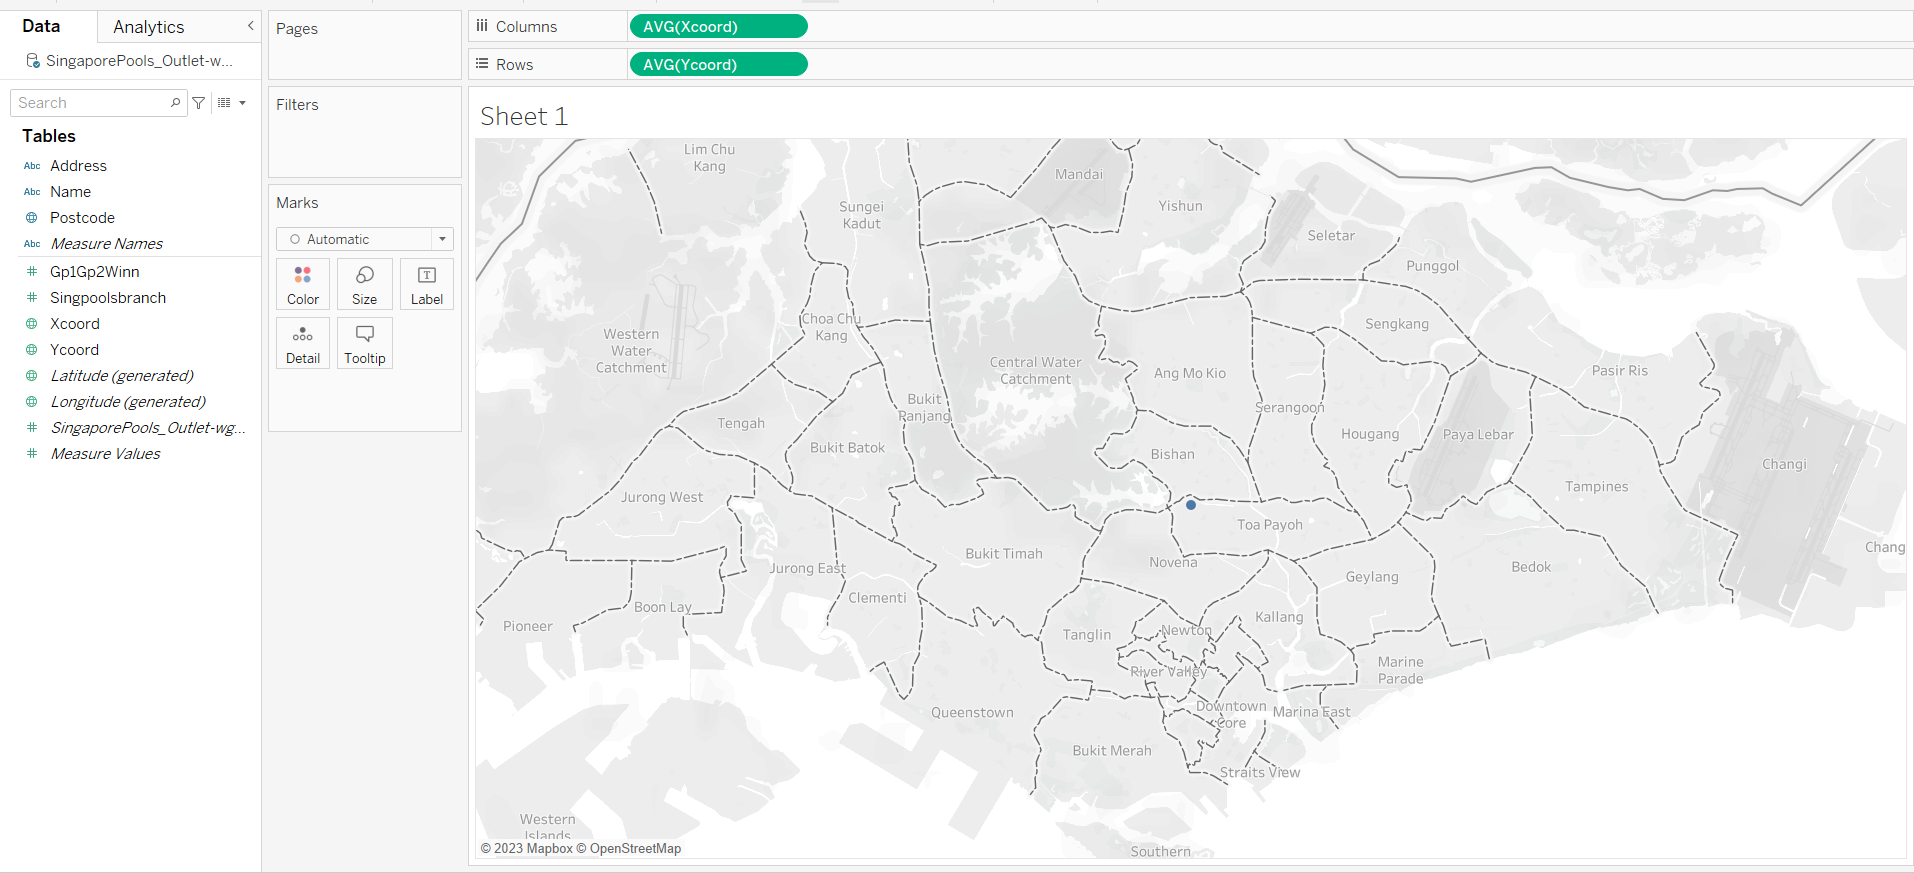 Data
Analytics
SingaporePools_Outlet-w...
Search
Tables
Abc Address
Abc Name
Postcode
Abc Measure Names
Gp1Gp2Winn
Singpoolsbranch
Xcoord
Ycoord
Latitude (generated)
Longitude (generated)
SingaporePools_Outlet-wg...
Measure Values
Pages
Filters
Marks
Automatic
Color
Size
T
Label
Detail
Tooltip
Columns
AVG(Xcoord)
Rows
AVG(Ycoord)
Sheet 1
Lim Chu
Kang
Mandai
Sungei
Kadut
Yishun
Seletar
Punggol
Choa Chu
Kang
Sengkang
Western
Water
Catchment
Central Water
Catchment
Ang Mo Kio
Pasir Ris
Bukit
Panjang
Serangoon
Tengah
Hougang
Paya Lebar
Bukit Batok
Bishan
Changi
Jurong West
Tampines
Toa Payoh
Bukit Timah
Chang
Novena
Jurong East
Bedok
Geylang
Clementi
Boon Lay
Kallang
Pioneer
Tanglin
Newton
River Valley
Marine
Parade
Queenstown
Downtown
Core
Marina East
Bukit Merah
Straits View
Western
Islands
© 2023 Mapbox © OpenStreetMap
Southern